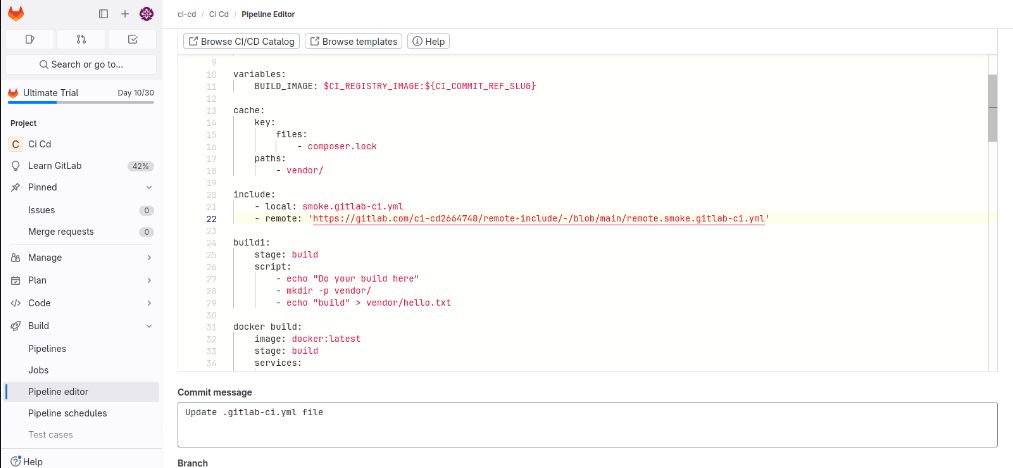 ci-cd / Ci Cd / Pipeline Editor
Browse CI/CD Catalog
Browse templates
Help
Search or go to...
Ultimate Trial Day 10/30
Project
C Ci Cd
Learn GitLab 42%
Pinned
Issues 0
Merge requests 0
Manage
Plan
Code
Build
Pipelines
Jobs
Pipeline editor
Pipeline schedules
Test cases
Help
9
10 variables:
11 BUILD_IMAGE: $CI_REGISTRY_IMAGE:${CI_COMMIT_REF_SLUG}
12
13 cache:
14 key:
15 files:
16 - composer.lock
17 paths:
18 - vendor/
19
20 include:
21 - local: smoke.gitlab-ci.yml
22 - remote: 'https://gitlab.com/ci-cd2664748/remote-include/-/blob/main/remote.smoke.gitlab-ci.yml'
23
24 build1:
25 stage: build
26 script:
27 - echo "Do your build here"
28 - mkdir -p vendor/
29 - echo "build" > vendor/hello.txt
30
31 docker build:
32 image: docker:latest
33 stage: build
34 services:
Commit message
Update .gitlab-ci.yml file
Branch